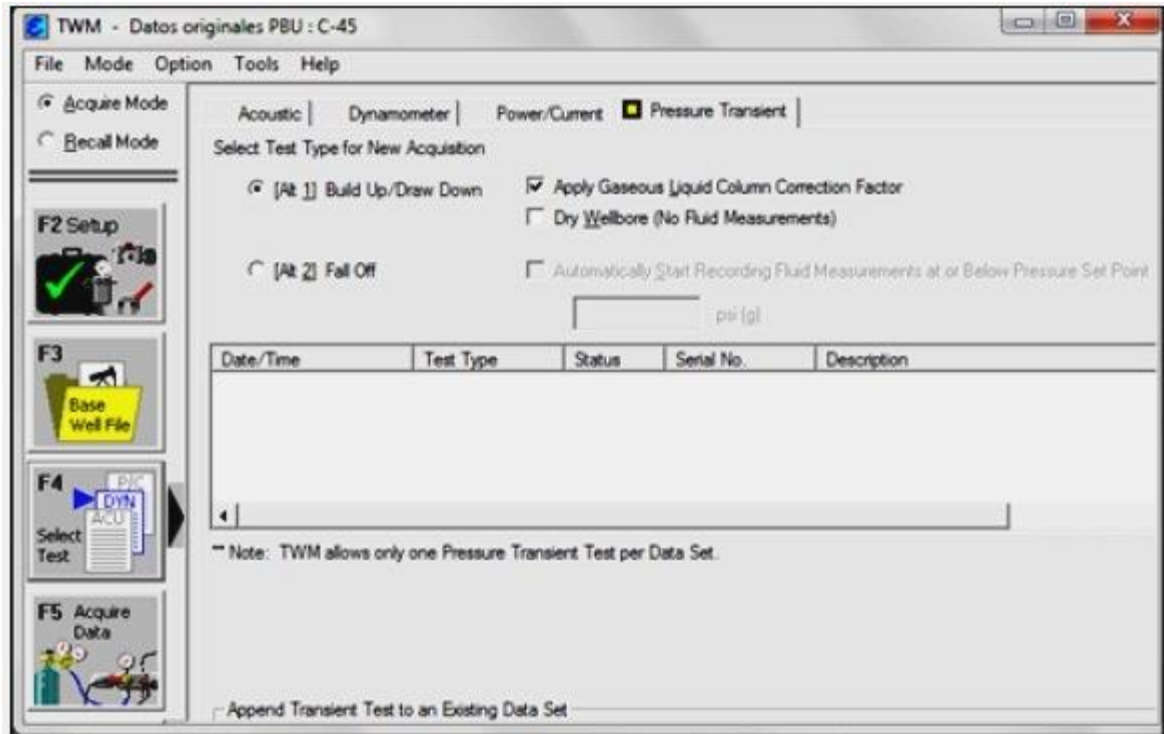 TWM - Datos originales PBU : C-45
File Mode Option Tools Help
Acquire Mode
Recall Mode
F2 Setup
F3
Base
Well File
F4
P/C
DYN
ACU
Select
Test
F5 Acquire
Data
Acoustic Dynamometer Power/Current Pressure Transient
Select Test Type for New Acquisition
[Alt 1] Build Up/Draw Down
Apply Gaseous Liquid Column Correction Factor
Dry Wellbore (No Fluid Measurements)
[Alt 2] Fall Off
Automatically Start Recording Fluid Measurements at or Below Pressure Set Point
psi (g)
Date/Time Test Type Status Serial No. Description
** Note: TWM allows only one Pressure Transient Test per Data Set.
Append Transient Test to an Existing Data Set